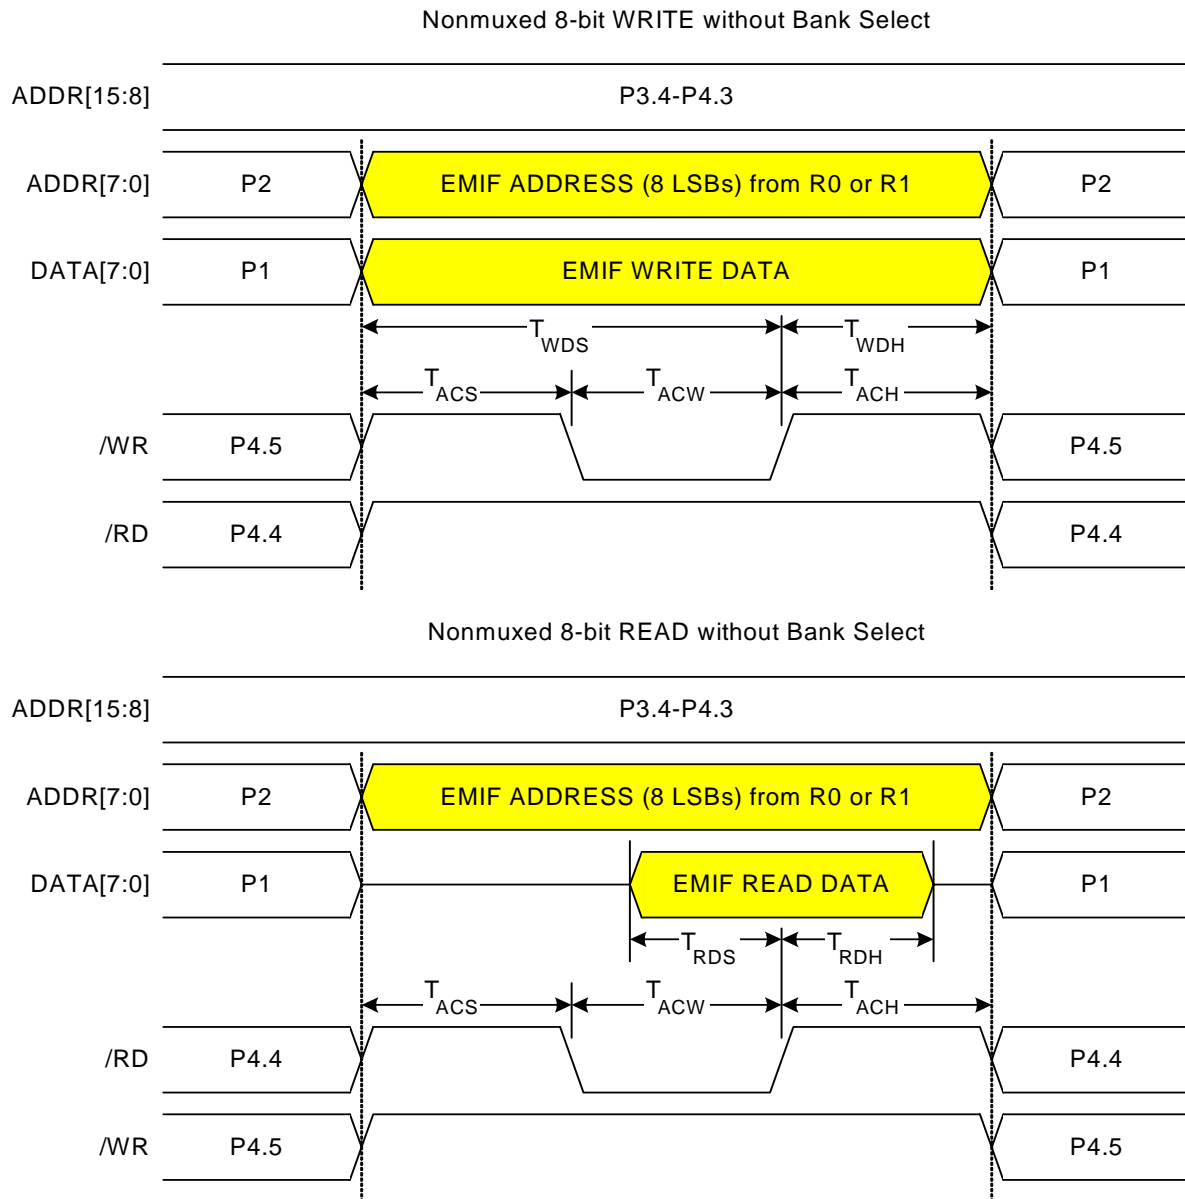 Nonmuxed 8-bit WRITE without Bank Select
ADDR[15:8] P3.4-P4.3
ADDR[7:0] P2 EMIF ADDRESS (8 LSBs) from R0 or R1 P2
DATA[7:0] P1 EMIF WRITE DATA P1
TWDS TWDH
TACS TACW TACH
/WR P4.5 P4.5
/RD P4.4 P4.4
Nonmuxed 8-bit READ without Bank Select
ADDR[15:8] P3.4-P4.3
ADDR[7:0] P2 EMIF ADDRESS (8 LSBs) from R0 or R1 P2
DATA[7:0] P1 EMIF READ DATA P1
TRDS TRDH
TACS TACW TACH
/RD P4.4 P4.4
/WR P4.5 P4.5